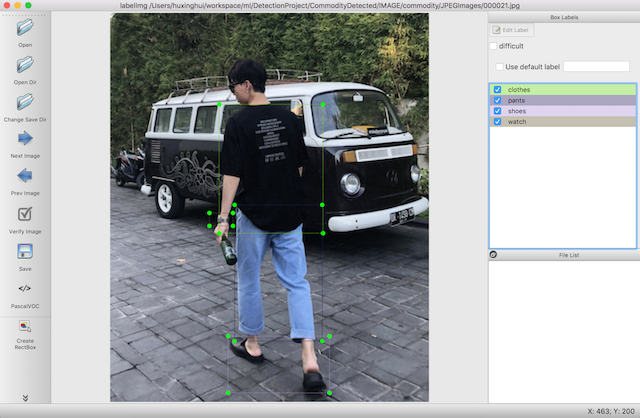 labelImg /Users/huxinghui/workspace/ml/DetectionProject/CommodityDetected/IMAGE/commodity/JPEGImages/000021.jpg
Open
Open Dir
Change Save Dir
Next Image
Prev Image
Verify Image
Save
</>
PascalVOC
Create
RectBox
Box Labels
Edit Label
difficult
Use default label
clothes
pants
shoes
watch
File List
X: 463; Y: 200